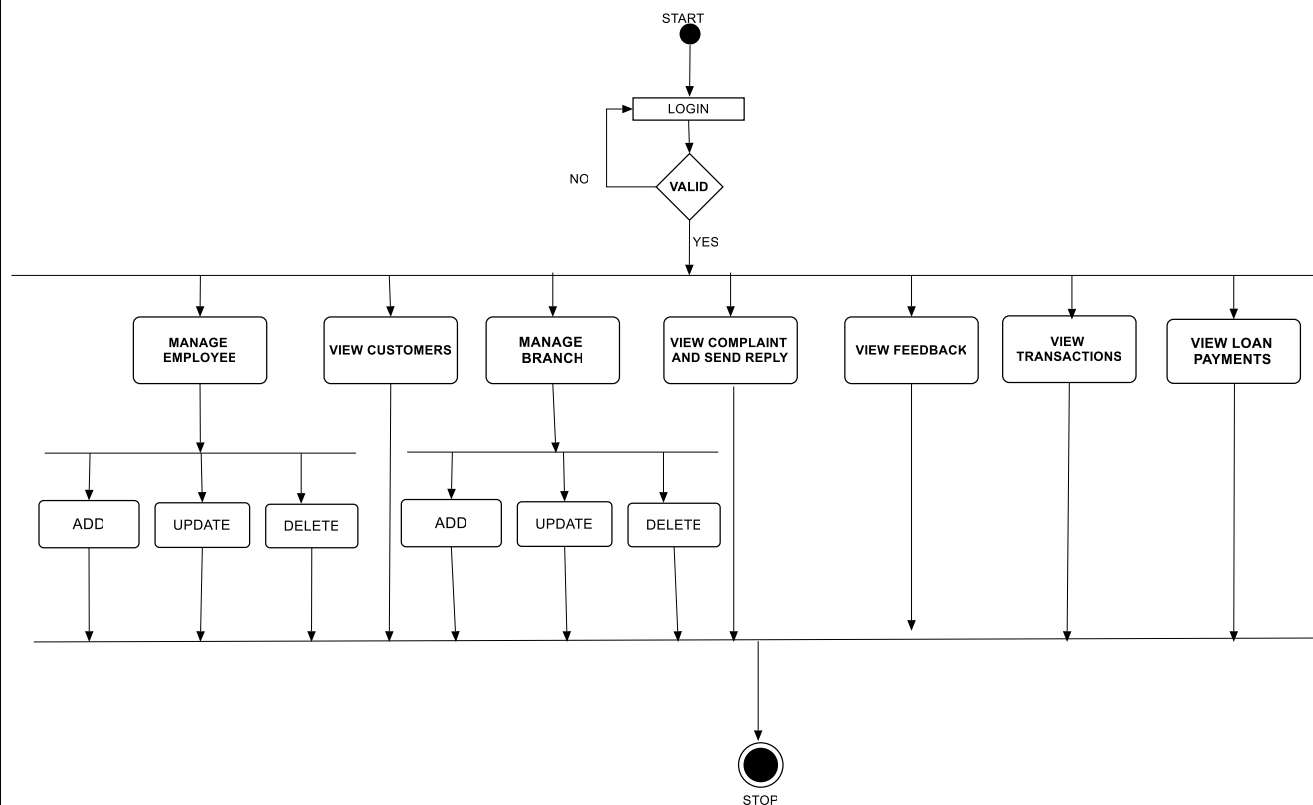 START
LOGIN
VALID
NO
YES
MANAGE
EMPLOYEE
VIEW CUSTOMERS
MANAGE
BRANCH
VIEW COMPLAINT
AND SEND REPLY
VIEW FEEDBACK
VIEW
TRANSACTIONS
VIEW LOAN
PAYMENTS
ADD
UPDATE
DELETE
ADD
UPDATE
DELETE
STOP